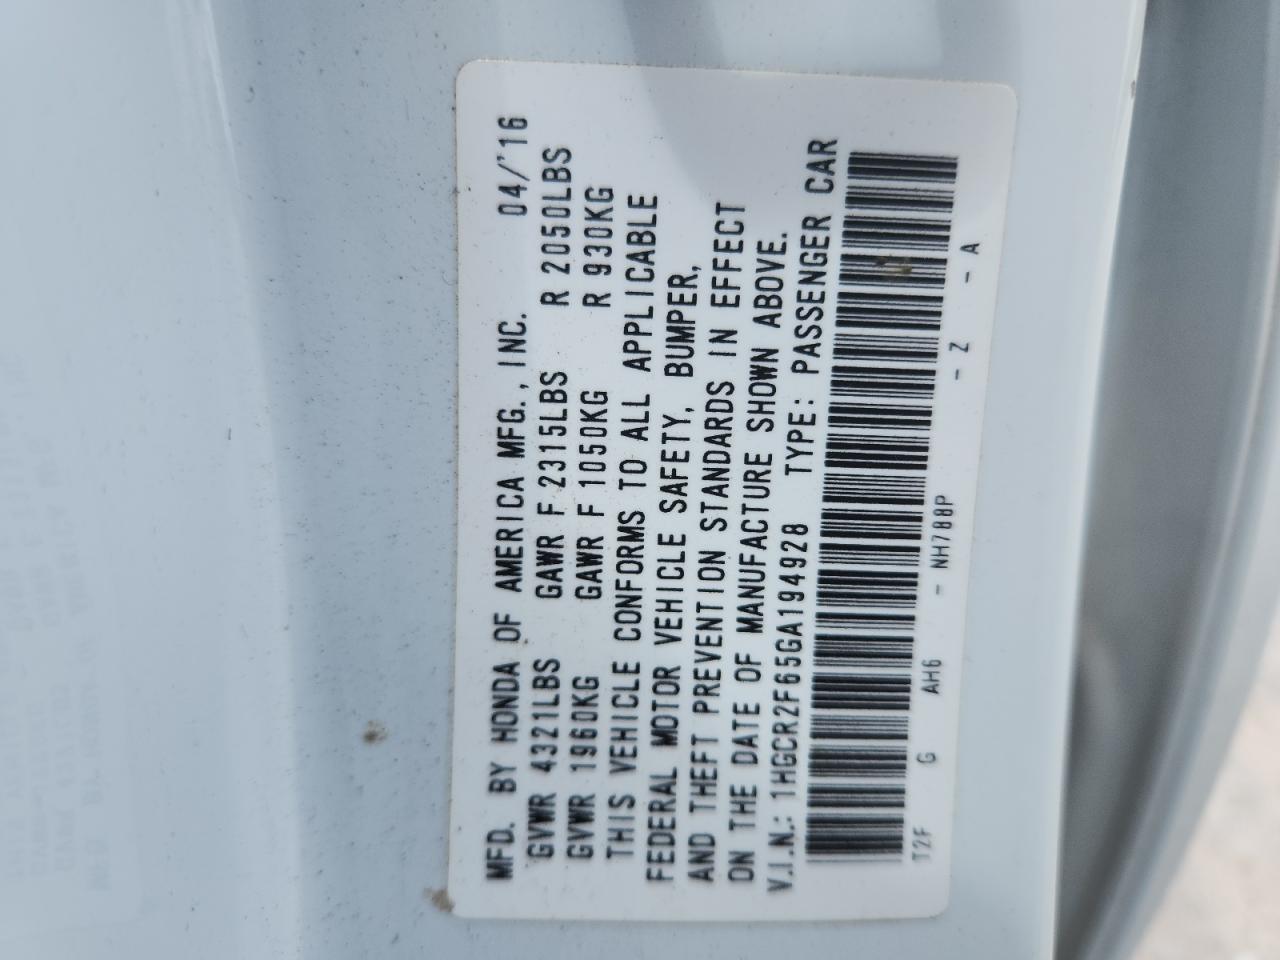 MFD. BY HONDA OF AMERICA MFG., INC. 04/'16
GVWR 4321LBS GAWR F 2315LBS R 2050LBS
GVWR 1960KG GAWR F 1050KG R 930KG
THIS VEHICLE CONFORMS TO ALL APPLICABLE
FEDERAL MOTOR VEHICLE SAFETY, BUMPER,
AND THEFT PREVENTION STANDARDS IN EFFECT
ON THE DATE OF MANUFACTURE SHOWN ABOVE.
V.I.N.: 1HGCR2F65GA194928 TYPE: PASSENGER CAR
T2F G AH6 - NH788P - Z - A